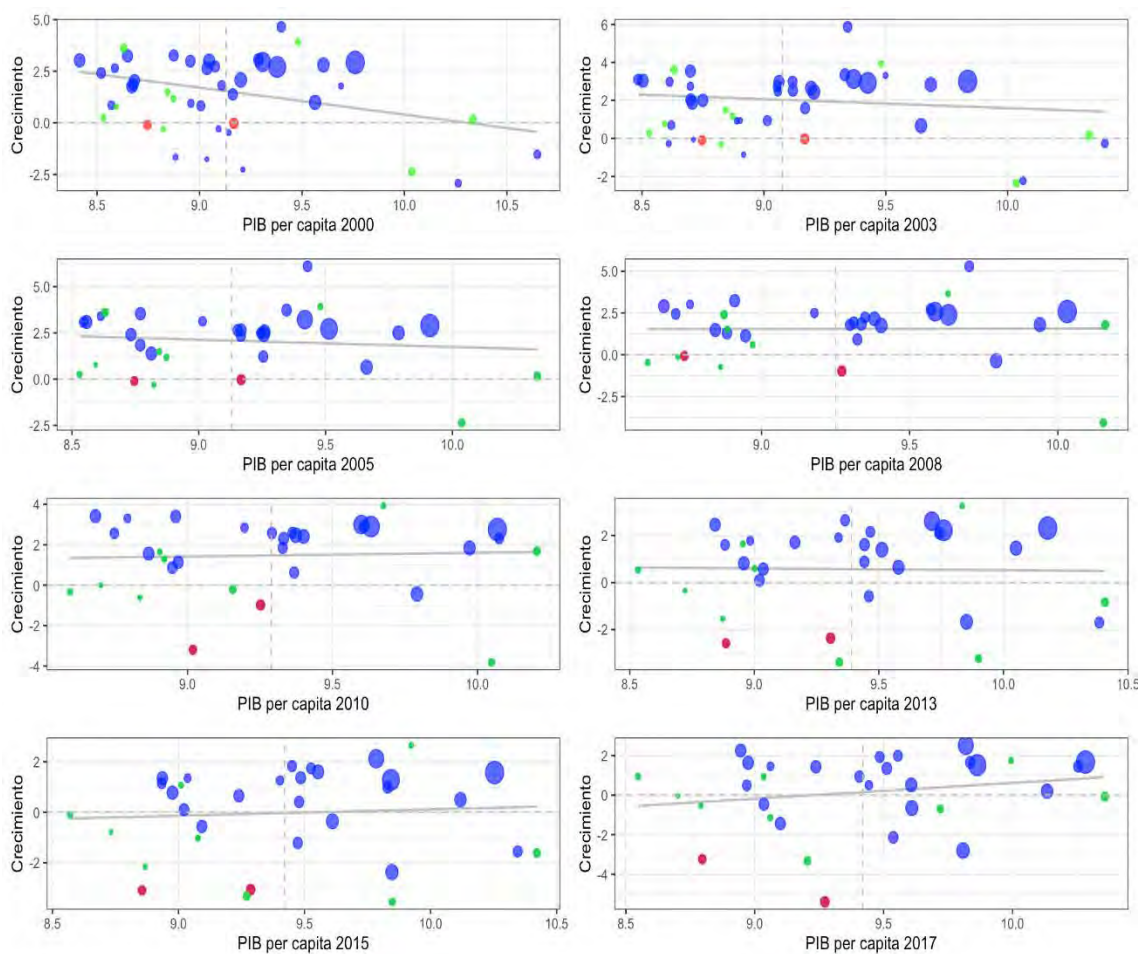 Crecimiento
5.0
2.5
0.0
-2.5
8.5 9.0 9.5 10.0 10.5
PIB per capita 2000
Crecimiento
6
4
2
0
-2
8.5 9.0 9.5 10.0
PIB per capita 2003
Crecimiento
5.0
2.5
0.0
-2.5
8.5 9.0 9.5 10.0
PIB per capita 2005
Crecimiento
5.0
2.5
0.0
-2.5
9.0 9.5 10.0
PIB per capita 2008
Crecimiento
4
2
0
-2
-4
9.0 9.5 10.0
PIB per capita 2010
Crecimiento
2
0
-2
8.5 9.0 9.5 10.0 10.5
PIB per capita 2013
Crecimiento
2
0
-2
8.5 9.0 9.5 10.0 10.5
PIB per capita 2015
Crecimiento
2
0
-2
-4
8.5 9.0 9.5 10.0
PIB per capita 2017